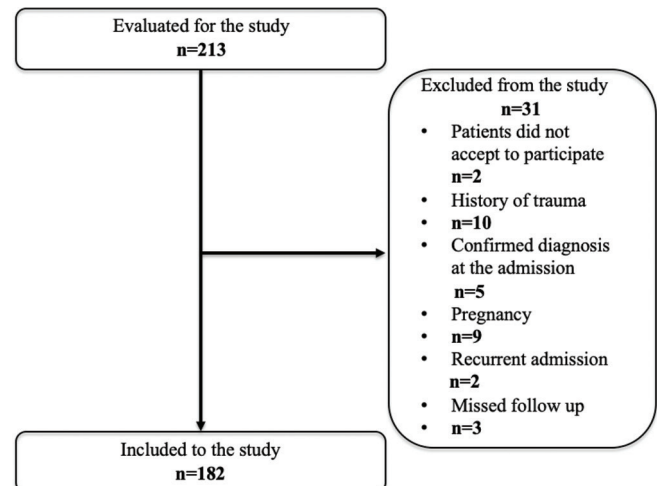 Evaluated for the study
n=213
Excluded from the study
n=31
• Patients did not
accept to participate
n=2
• History of trauma
• n=10
• Confirmed diagnosis
at the admission
n=5
• Pregnancy
• n=9
• Recurrent admission
n=2
• Missed follow up
• n=3
Included to the study
n=182